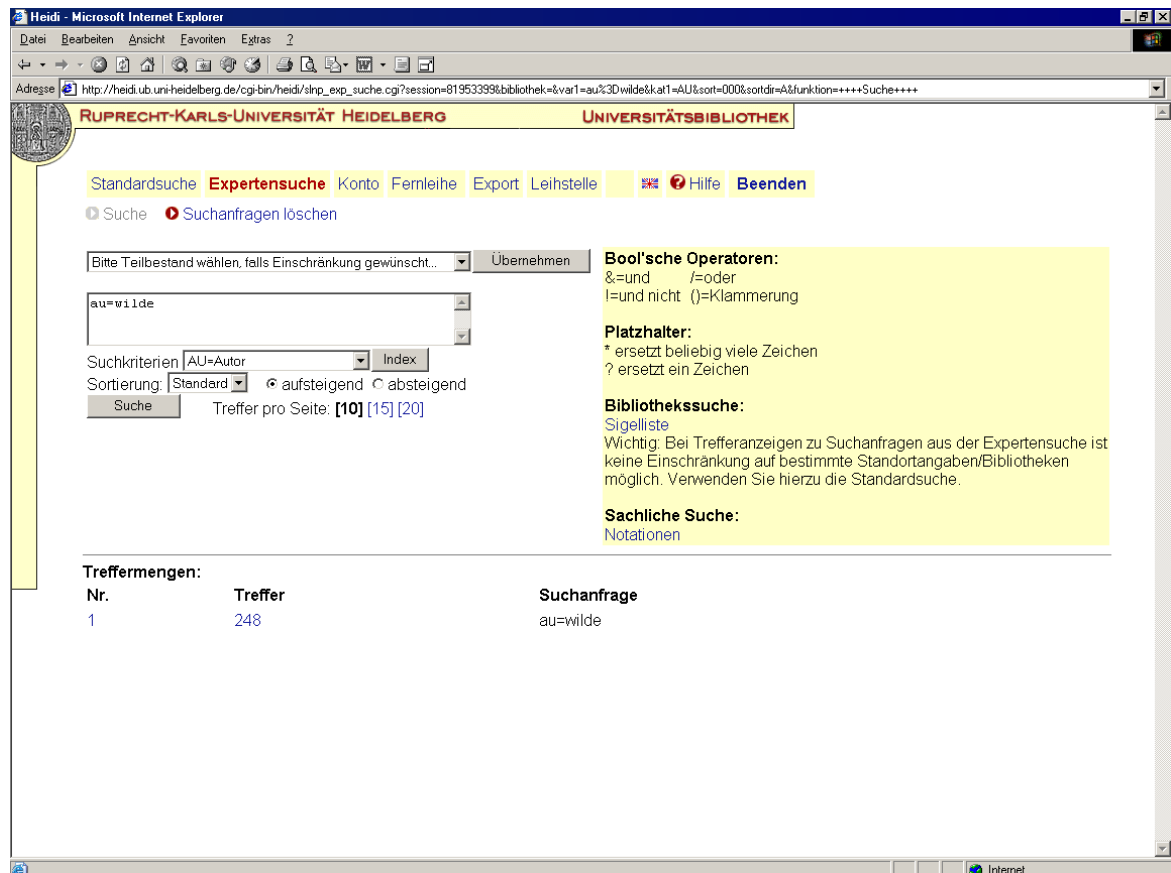 Heidi - Microsoft Internet Explorer
Datei Bearbeiten Ansicht Favoriten Extras ?
Adresse http://heidi.ub.uni-heidelberg.de/cgi-bin/heidi/slnp_exp_suche.cgi?session=81953399&bibliothek=&var1=au%3Dwilde&kat1=AU&sort=000&sortdir=A&funktion=++++Suche++++
RUPRECHT-KARLS-UNIVERSITÄT HEIDELBERG UNIVERSITÄTSBIBLIOTHEK
Standardsuche Expertensuche Konto Fernleihe Export Leihstelle ? Hilfe Beenden
Suche Suchanfragen löschen
Bitte Teilbestand wählen, falls Einschränkung gewünscht... Übernehmen
au=wilde
Suchkriterien AU=Autor Index
Sortierung: Standard aufsteigend absteigend
Suche Treffer pro Seite: [10] [15] [20]
Bool'sche Operatoren:
&=und /=oder
!=und nicht ()=Klammerung
Platzhalter:
* ersetzt beliebig viele Zeichen
? ersetzt ein Zeichen
Bibliothekssuche:
Sigelliste
Wichtig: Bei Trefferanzeigen zu Suchanfragen aus der Expertensuche ist
keine Einschränkung auf bestimmte Standortangaben/Bibliotheken
möglich. Verwenden Sie hierzu die Standardsuche.
Sachliche Suche:
Notationen
Treffermengen:
Nr. Treffer Suchanfrage
1 248 au=wilde
Internet